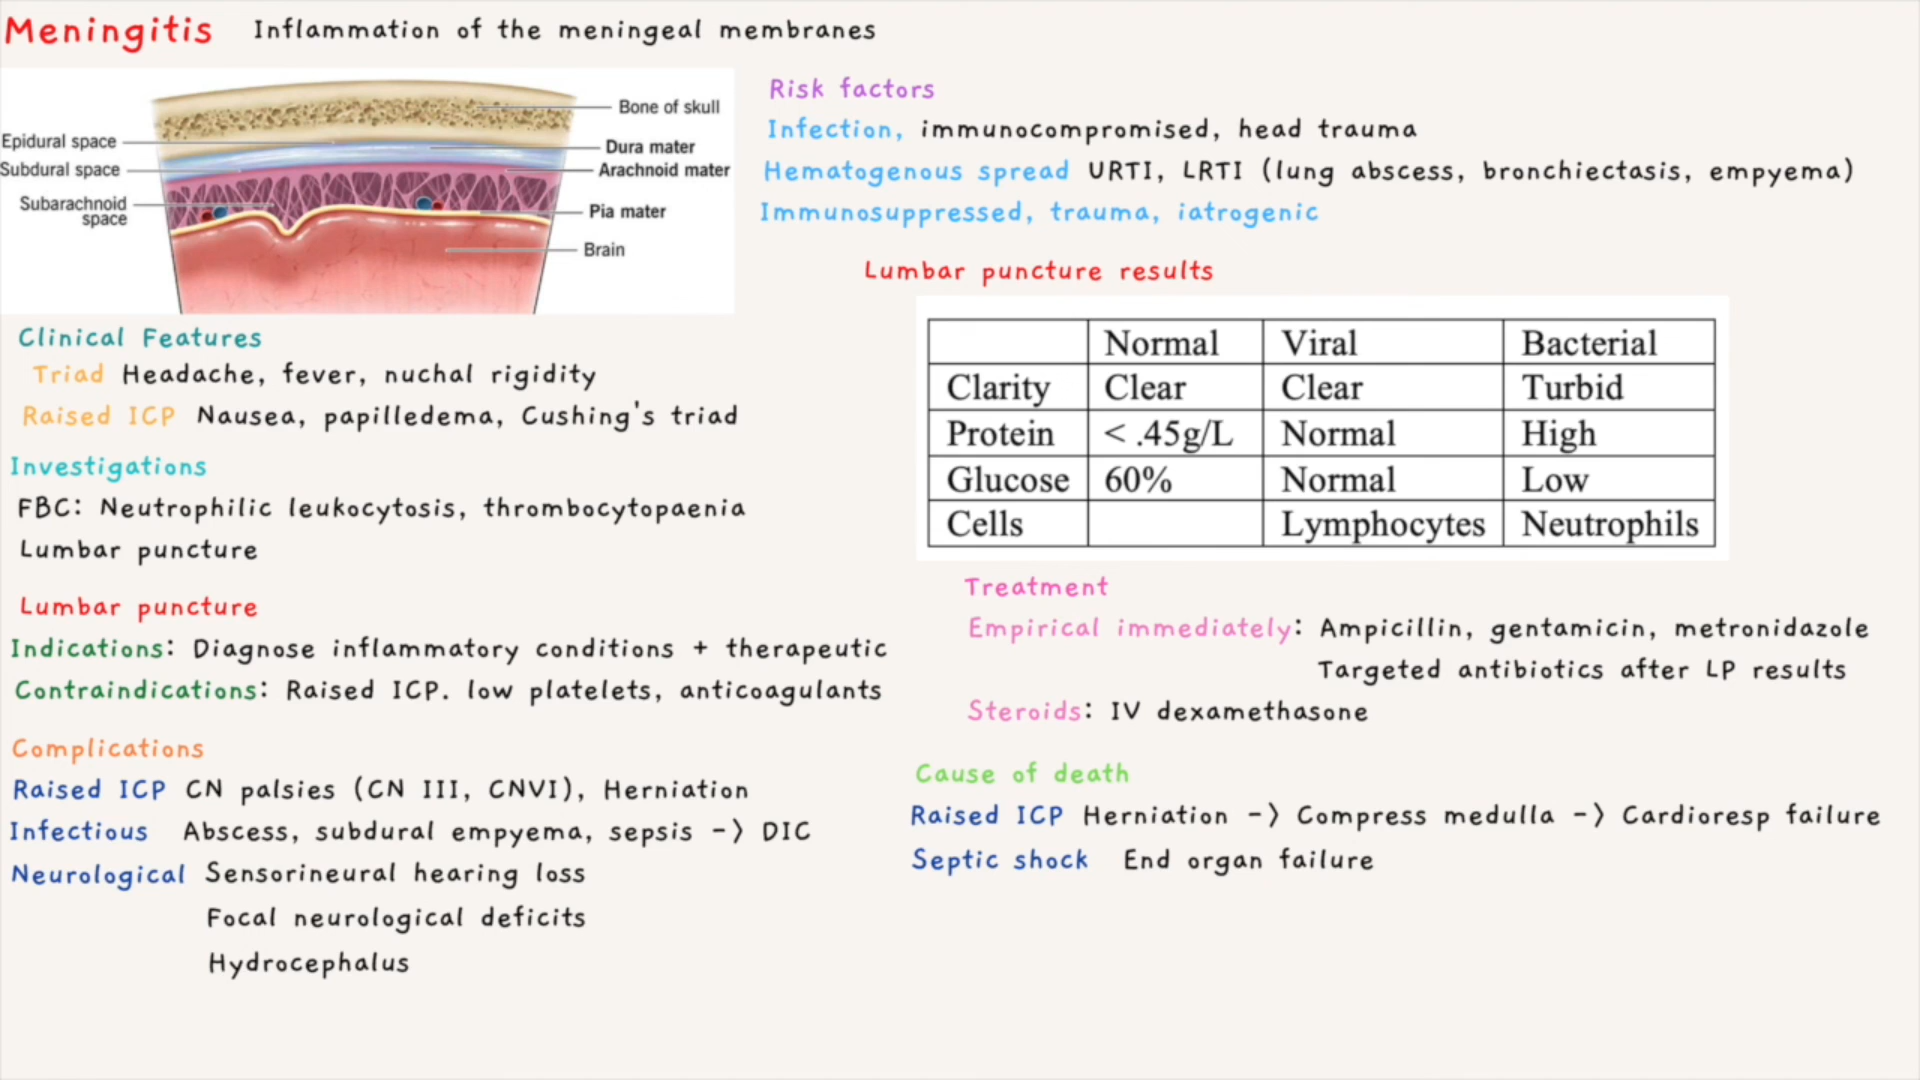 Meningitis Inflammation of the meningeal membranes
Bone of skull
Epidural space
Dura mater
Subdural space
Arachnoid mater
Subarachnoid
space
Pia mater
Brain
Clinical Features
Triad Headache, fever, nuchal rigidity
Raised ICP Nausea, papilledema, Cushing's triad
Investigations
FBC: Neutrophilic leukocytosis, thrombocytopaenia
Lumbar puncture
Lumbar puncture
Indications: Diagnose inflammatory conditions + therapeutic
Contraindications: Raised ICP. low platelets, anticoagulants
Complications
Raised ICP CN palsies (CN III, CNVI), Herniation
Infectious Abscess, subdural empyema, sepsis -> DIC
Neurological Sensorineural hearing loss
Focal neurological deficits
Hydrocephalus
Risk factors
Infection, immunocompromised, head trauma
Hematogenous spread URTI, LRTI (lung abscess, bronchiectasis, empyema)
Immunosuppressed, trauma, iatrogenic
Lumbar puncture results
Normal Viral Bacterial
Clarity Clear Clear Turbid
Protein < .45g/L Normal High
Glucose 60% Normal Low
Cells Lymphocytes Neutrophils
Treatment
Empirical immediately: Ampicillin, gentamicin, metronidazole
Targeted antibiotics after LP results
Steroids: IV dexamethasone
Cause of death
Raised ICP Herniation -> Compress medulla -> Cardioresp failure
Septic shock End organ failure